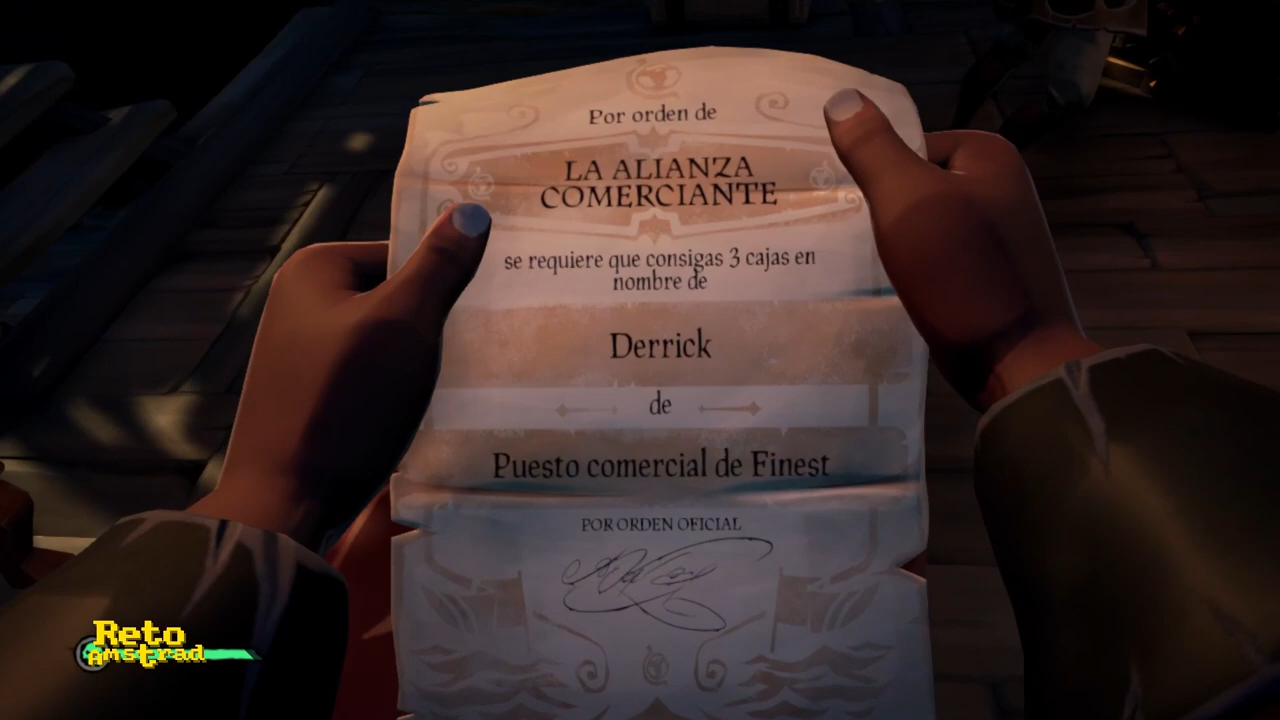 Por orden de
LA ALIANZA
COMERCIANTE
se requiere que consigas 3 cajas en
nombre de
Derrick
de
Puesto comercial de Finest
POR ORDEN OFICIAL
Reto
Amstrad